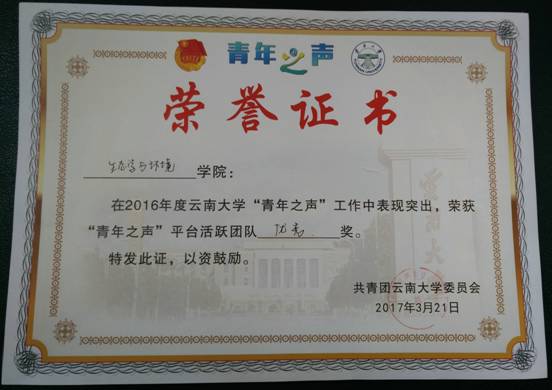 青年之声
荣誉证书
生态学与环境学院：
在2016年度云南大学“青年之声”工作中表现突出，荣获
“青年之声”平台活跃团队优秀奖。
特发此证，以资鼓励。
共青团云南大学委员会
2017年3月21日